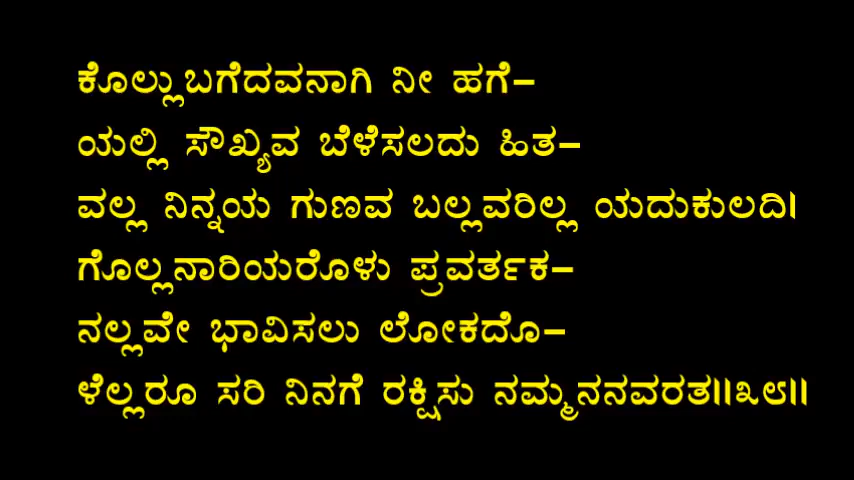 ಕೊಲ್ಲುಬಗೆದವನಾಗಿ ನೀ ಹಗೆ-
ಯಲ್ಲಿ ಸೌಖ್ಯವ ಬೆಳೆಸಲದು ಹಿತ-
ವಲ್ಲ ನಿನ್ನಯ ಗುಣವ ಬಲ್ಲವರಿಲ್ಲ ಯದುಕುಲದಿ।
ಗೊಲ್ಲನಾರಿಯರೊಳು ಪ್ರವರ್ತಕ-
ನಲ್ಲವೇ ಭಾವಿಸಲು ಲೋಕದೊ-
ಳೆಲ್ಲರೂ ಸರಿ ನಿನಗೆ ರಕ್ಷಿಸು ನಮ್ಮನನವರತ॥೩೮॥